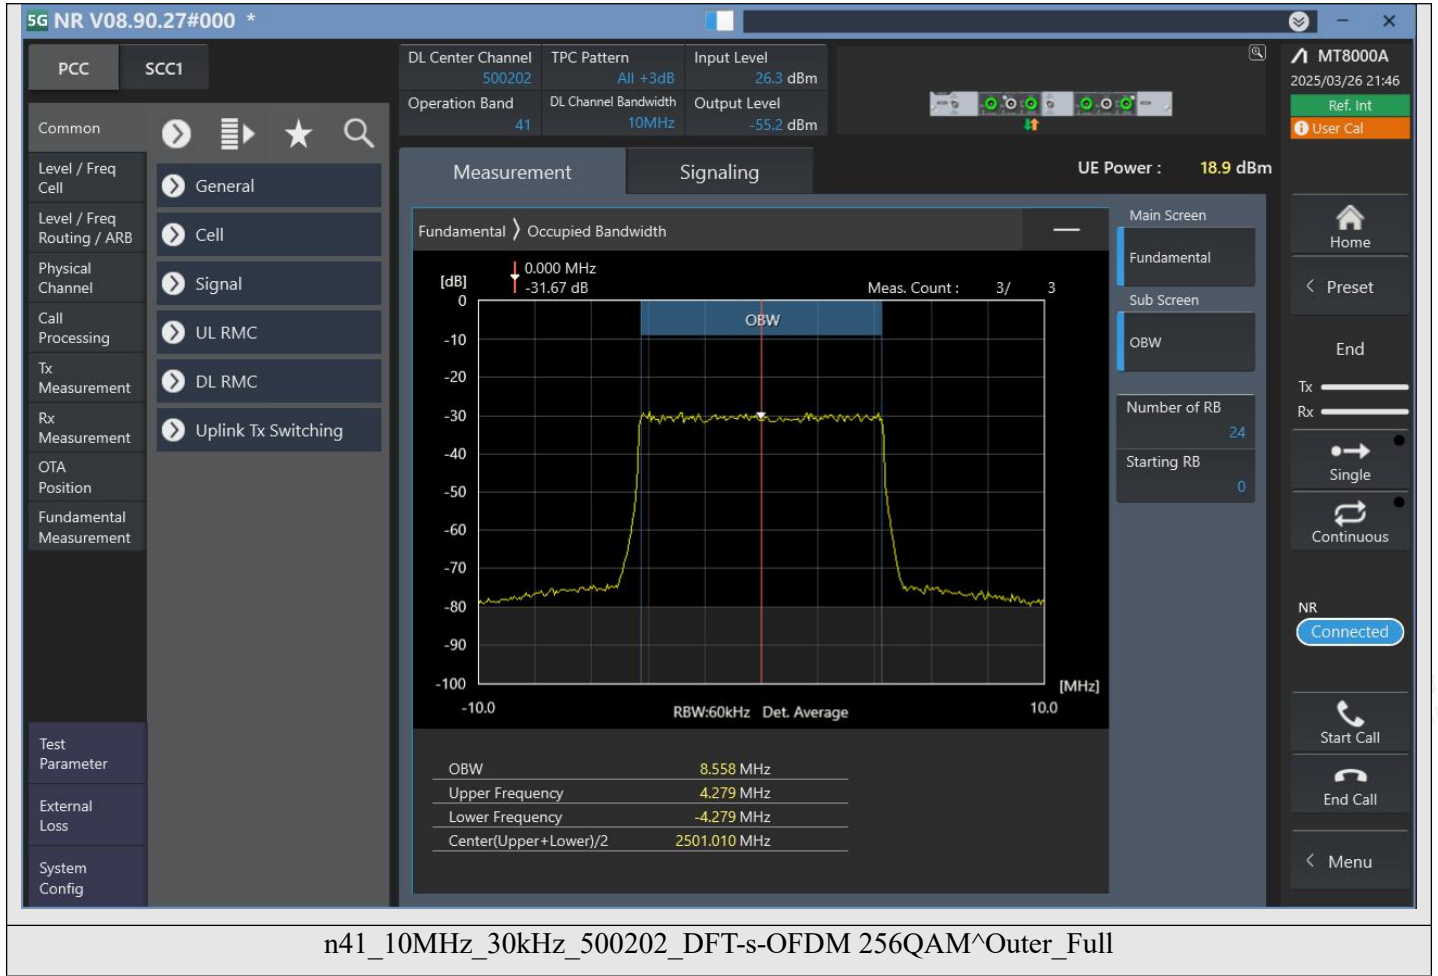 5G NR V08.90.27#000 *
PCC
SCC1
Common
Level / Freq
Cell
Level / Freq
Routing / ARB
Physical
Channel
Call
Processing
Tx
Measurement
Rx
Measurement
OTA
Position
Fundamental
Measurement
Test
Parameter
External
Loss
System
Config
General
Cell
Signal
UL RMC
DL RMC
Uplink Tx Switching
DL Center Channel
500202
TPC Pattern
All +3dB
Input Level
26.3 dBm
Operation Band
41
DL Channel Bandwidth
10MHz
Output Level
-55.2 dBm
Measurement
Signaling
UE Power : 18.9 dBm
Fundamental 〉 Occupied Bandwidth
0.000 MHz
-31.67 dB
Meas. Count : 3/ 3
[dB]
OBW
0
-10
-20
-30
-40
-50
-60
-70
-80
-90
-100
[MHz]
-10.0
RBW:60kHz Det. Average
10.0
OBW 8.558 MHz
Upper Frequency 4.279 MHz
Lower Frequency -4.279 MHz
Center(Upper+Lower)/2 2501.010 MHz
Main Screen
Fundamental
Sub Screen
OBW
Number of RB
24
Starting RB
0
MT8000A
2025/03/26 21:46
Ref. Int
User Cal
Home
< Preset
End
Tx
Rx
Single
Continuous
NR
Connected
Start Call
End Call
< Menu
n41_10MHz_30kHz_500202_DFT-s-OFDM 256QAM^Outer_Full